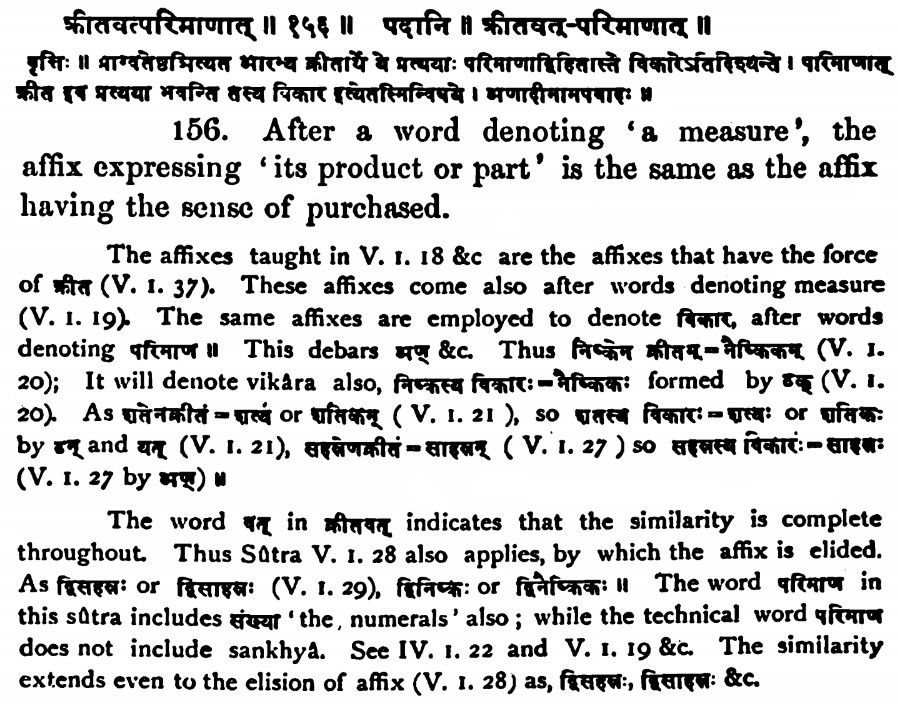 क्रीतवत्परिमाणात् ॥ १५६ ॥ पदानि ॥ क्रीतवत्-परिमाणात् ॥
वृत्तिः ॥ प्राग्वतेष्ठञित्यत आरभ्य क्रीतार्थे ये प्रत्ययाः परिमाणाद्विहितास्ते विकारेऽतिदिश्यन्ते । परिमाणात्
क्रीत इव प्रत्यया भवन्ति तस्य विकार इत्येतस्मिन्विषये । अणादीनामपवादः ॥
156. After a word denoting ‘a measure’, the
affix expressing ‘its product or part’ is the same as the affix
having the sense of purchased.
The affixes taught in V. 1. 18 &c are the affixes that have the force
of क्रीत (V. 1. 37). These affixes come also after words denoting measure
(V. 1. 19). The same affixes are employed to denote विकार, after words
denoting परिमाण ॥ This debars अण् &c. Thus निष्केन क्रीतम्=नैष्किकम् (V. 1.
20); It will denote vikâra also, निष्कस्य विकारः=नैष्किकः formed by ठक् (V. 1.
20). As शतेनक्रीतं=शत्यं or शतिकम् ( V. 1. 21 ), so शतस्य विकारः=शत्यः or शतिकः
by ठन् and यत् (V. 1. 21), सहस्रेणक्रीतं=साहस्रम् ( V. 1. 27 ) so सहस्रस्य विकारः=साहस्रः
(V. 1. 27 by अण्) ॥
The word वत् in क्रीतवत् indicates that the similarity is complete
throughout. Thus Sûtra V. 1. 28 also applies, by which the affix is elided.
As द्विसहस्रः or द्विसाहस्रः (V. 1. 29), द्विनिष्कः or द्विनैष्किकः ॥ The word परिमाण in
this sûtra includes संख्या ‘the numerals’ also ; while the technical word परिमाण
does not include sankhyâ. See IV. 1. 22 and V. 1. 19 &c. The similarity
extends even to the elision of affix (V. 1. 28) as, द्विसहस्रः, द्विसाहस्रः &c.